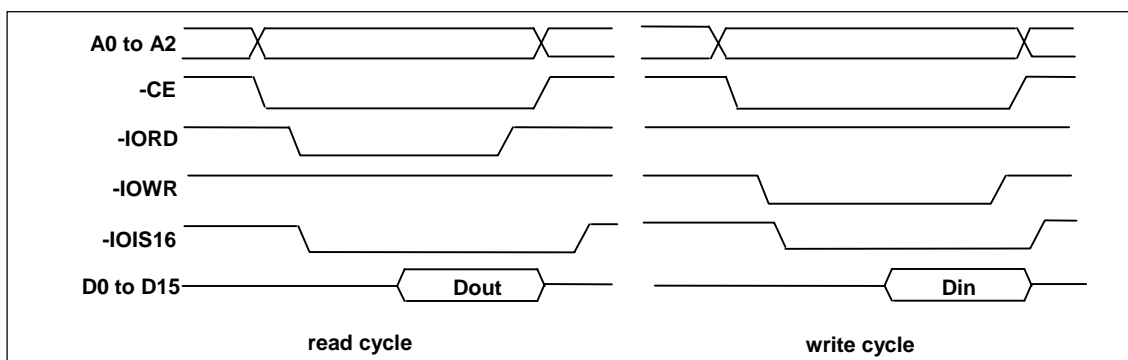 A0 to A2
-CE
-IORD
-IOWR
-IOIS16
D0 to D15
Dout
Din
read cycle
write cycle